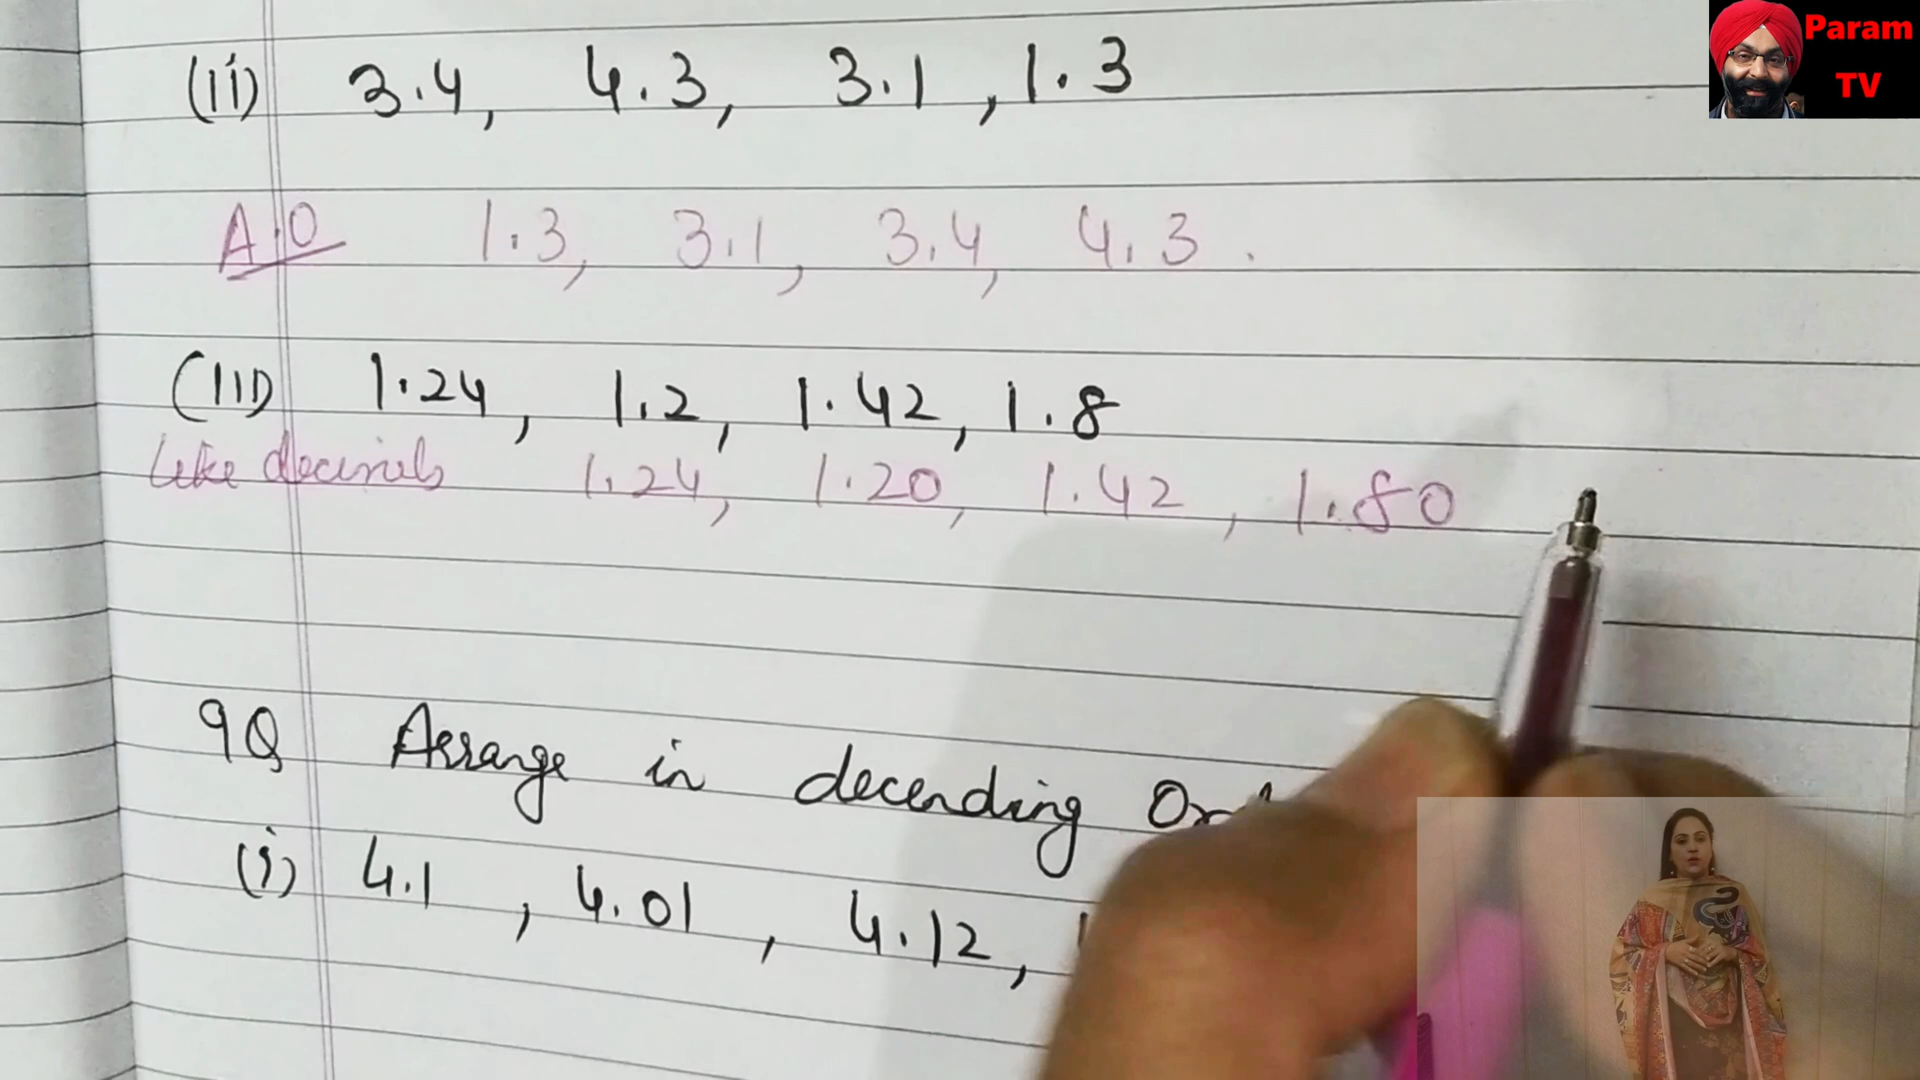 Param
TV
(ii) 3.4, 4.3, 3.1, 1.3
A.O 1.3, 3.1, 3.4, 4.3.
(iii) 1.24, 1.2, 1.42, 1.8
Like decimals 1.24, 1.20, 1.42, 1.80
9Q Arrange in decending
(i) 4.1, 4.01, 4.12,